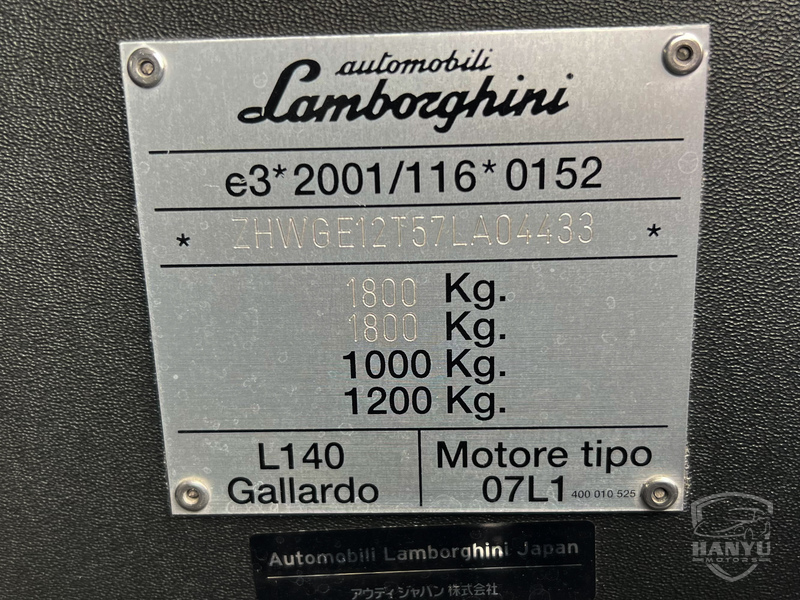 automobili
Lamborghini
e3*2001/116*0152
* ZHWGE12T57LA04433 *
1800 Kg.
1800 Kg.
1000 Kg.
1200 Kg.
L140
Gallardo
Motore tipo
07L1 400 010 525
Automobili Lamborghini Japan
アウディジャパン 株式会社
HANYU
MOTORS